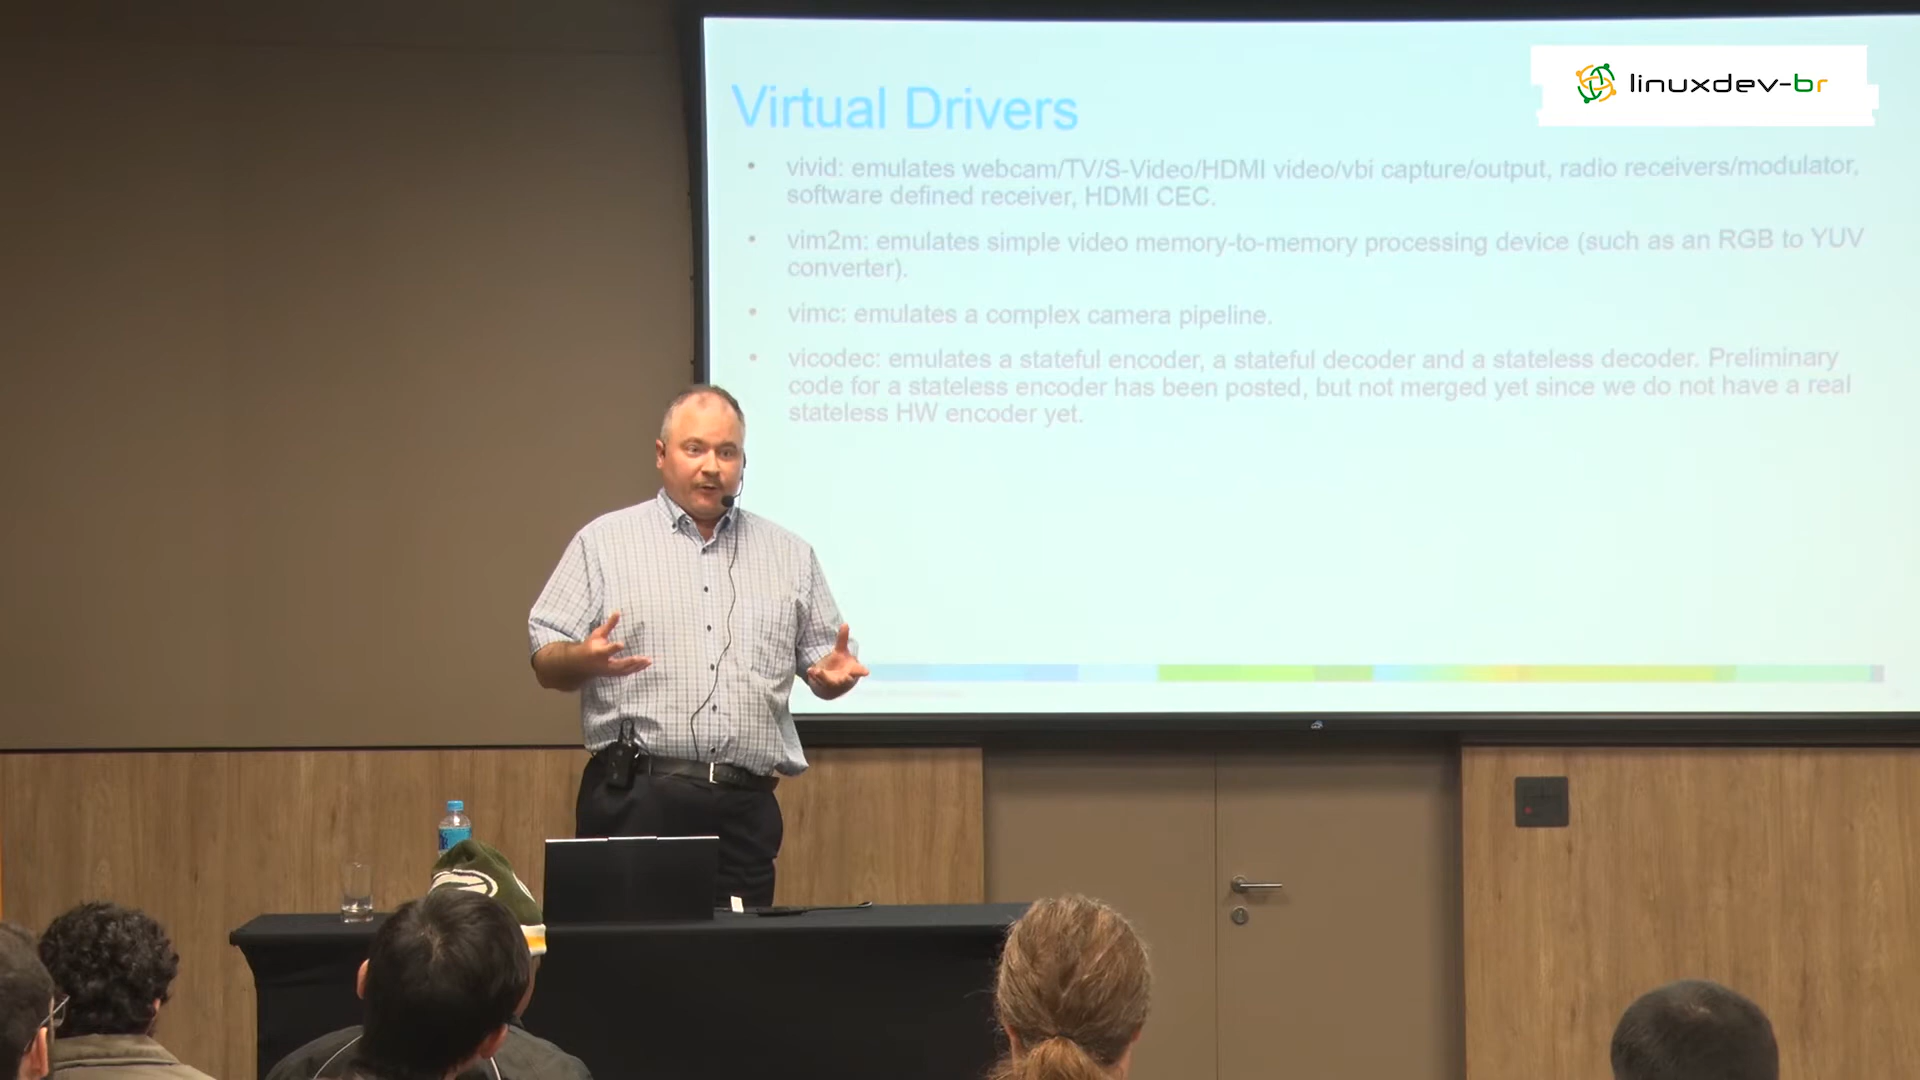 linuxdev-br
Virtual Drivers
• vivid: emulates webcam/TV/S-Video/HDMI video/vbi capture/output, radio receivers/modulator,
software defined receiver, HDMI CEC.
• vim2m: emulates simple video memory-to-memory processing device (such as an RGB to YUV
converter).
• vimc: emulates a complex camera pipeline.
• vicodec: emulates a stateful encoder, a stateful decoder and a stateless decoder. Preliminary
code for a stateless encoder has been posted, but not merged yet since we do not have a real
stateless HW encoder yet.